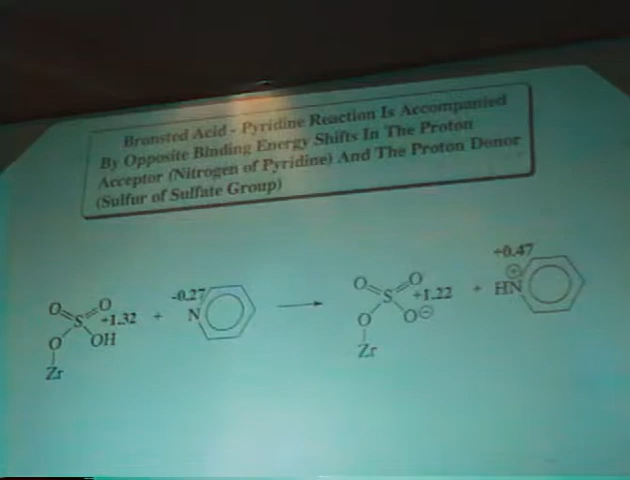 Bronsted Acid - Pyridine Reaction Is Accompanied
By Opposite Binding Energy Shifts In The Proton
Acceptor (Nitrogen of Pyridine) And The Proton Donor
(Sulfur of Sulfate Group)
+0.47
O O -0.27 O O +1.22 + HN ⊕
S +1.32 + N S
O OH O O⊖
Zr Zr